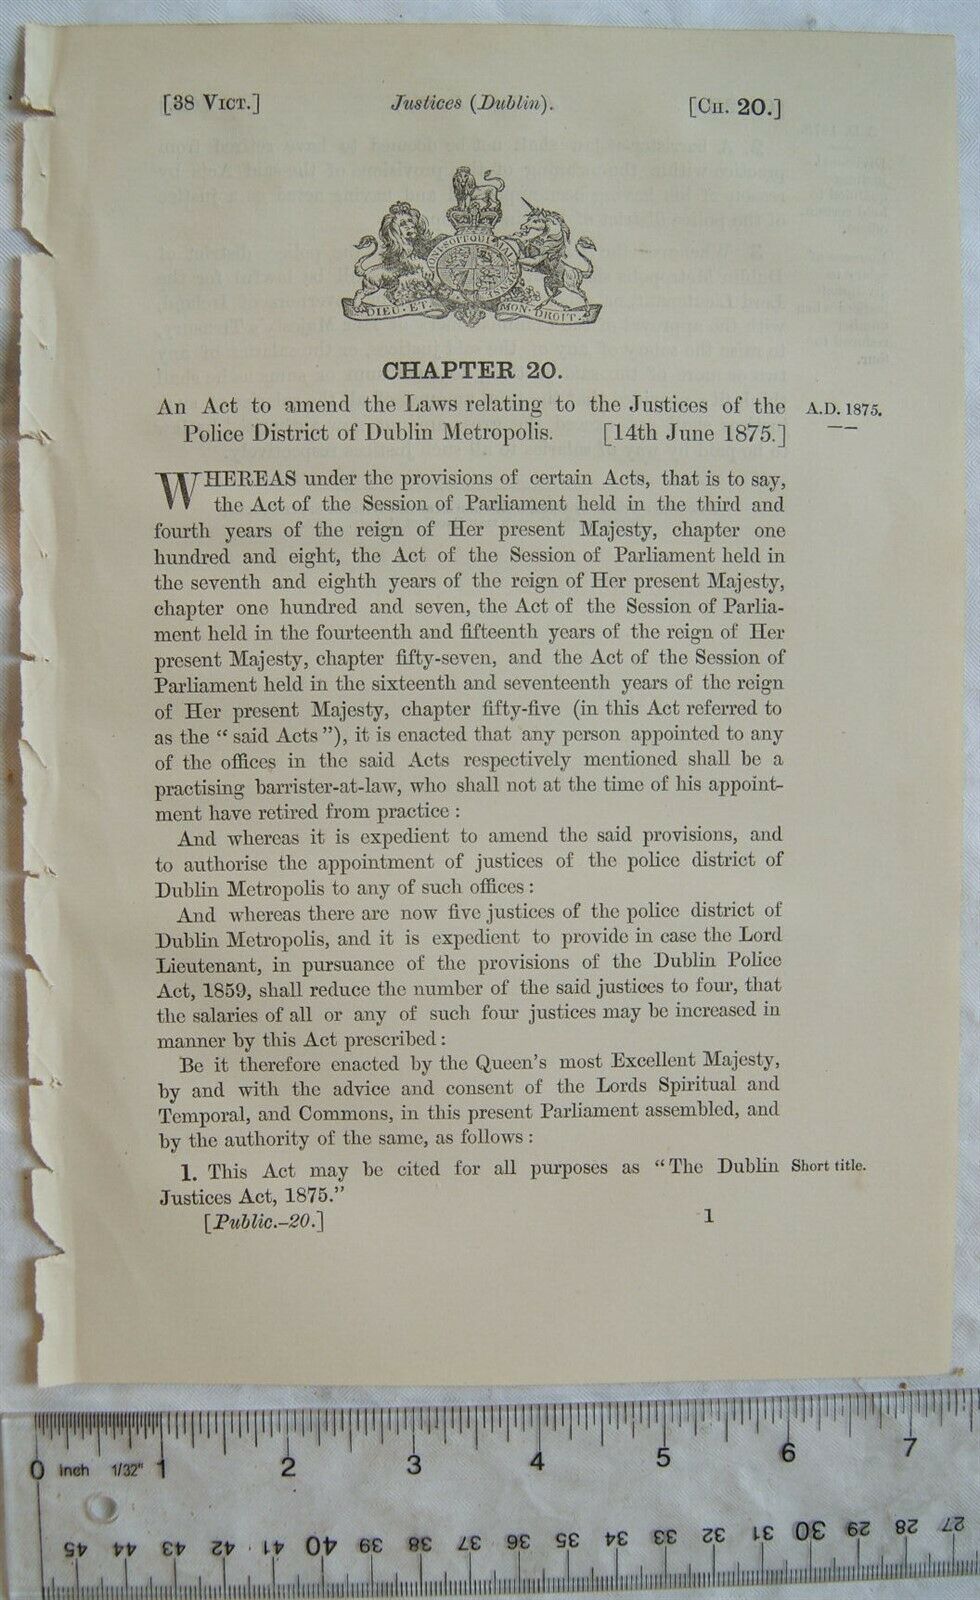 [38 VICT.] Justices (Dublin). [CH. 20.]
HONI SOIT QUI MAL Y PENSE
DIEU ET MON DROIT
CHAPTER 20.
An Act to amend the Laws relating to the Justices of the A.D. 1875.
Police District of Dublin Metropolis. [14th June 1875.]
WHEREAS under the provisions of certain Acts, that is to say,
the Act of the Session of Parliament held in the third and
fourth years of the reign of Her present Majesty, chapter one
hundred and eight, the Act of the Session of Parliament held in
the seventh and eighth years of the reign of Her present Majesty,
chapter one hundred and seven, the Act of the Session of Parlia-
ment held in the fourteenth and fifteenth years of the reign of Her
present Majesty, chapter fifty-seven, and the Act of the Session of
Parliament held in the sixteenth and seventeenth years of the reign
of Her present Majesty, chapter fifty-five (in this Act referred to
as the “ said Acts ”), it is enacted that any person appointed to any
of the offices in the said Acts respectively mentioned shall be a
practising barrister-at-law, who shall not at the time of his appoint-
ment have retired from practice :
And whereas it is expedient to amend the said provisions, and
to authorise the appointment of justices of the police district of
Dublin Metropolis to any of such offices :
And whereas there are now five justices of the police district of
Dublin Metropolis, and it is expedient to provide in case the Lord
Lieutenant, in pursuance of the provisions of the Dublin Police
Act, 1859, shall reduce the number of the said justices to four, that
the salaries of all or any of such four justices may be increased in
manner by this Act prescribed :
Be it therefore enacted by the Queen's most Excellent Majesty,
by and with the advice and consent of the Lords Spiritual and
Temporal, and Commons, in this present Parliament assembled, and
by the authority of the same, as follows :
1. This Act may be cited for all purposes as “The Dublin Short title.
Justices Act, 1875.”
[Public.-20.] 1
0 Inch 1/32" 1 2 3 4 5 6 7
45 44 43 42 41 40 39 38 37 36 35 34 33 32 31 30 29 28 27